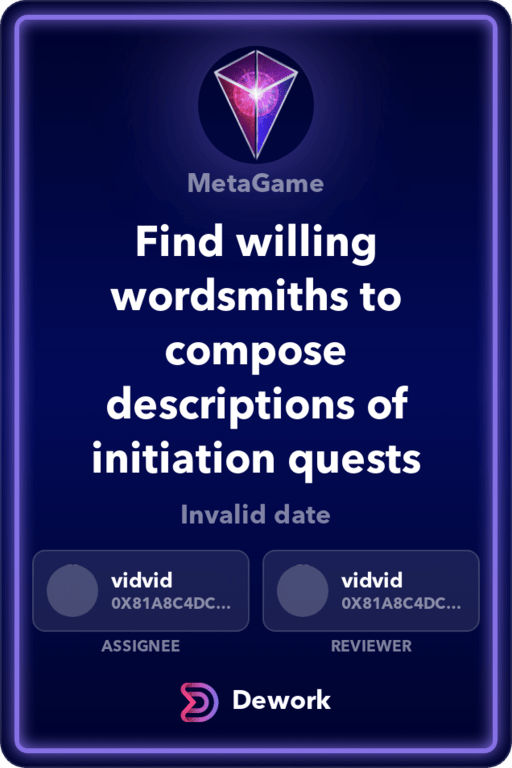 MetaGame
Find willing
wordsmiths to
compose
descriptions of
initiation quests
Invalid date
vidvid
0X81A8C4DC...
ASSIGNEE
vidvid
0X81A8C4DC...
REVIEWER
Dework